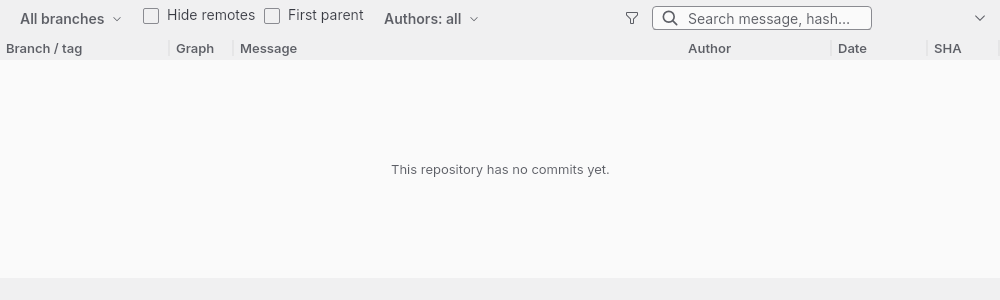 All branches Hide remotes First parent Authors: all Search message, hash...
Branch / tag Graph Message Author Date SHA
This repository has no commits yet.